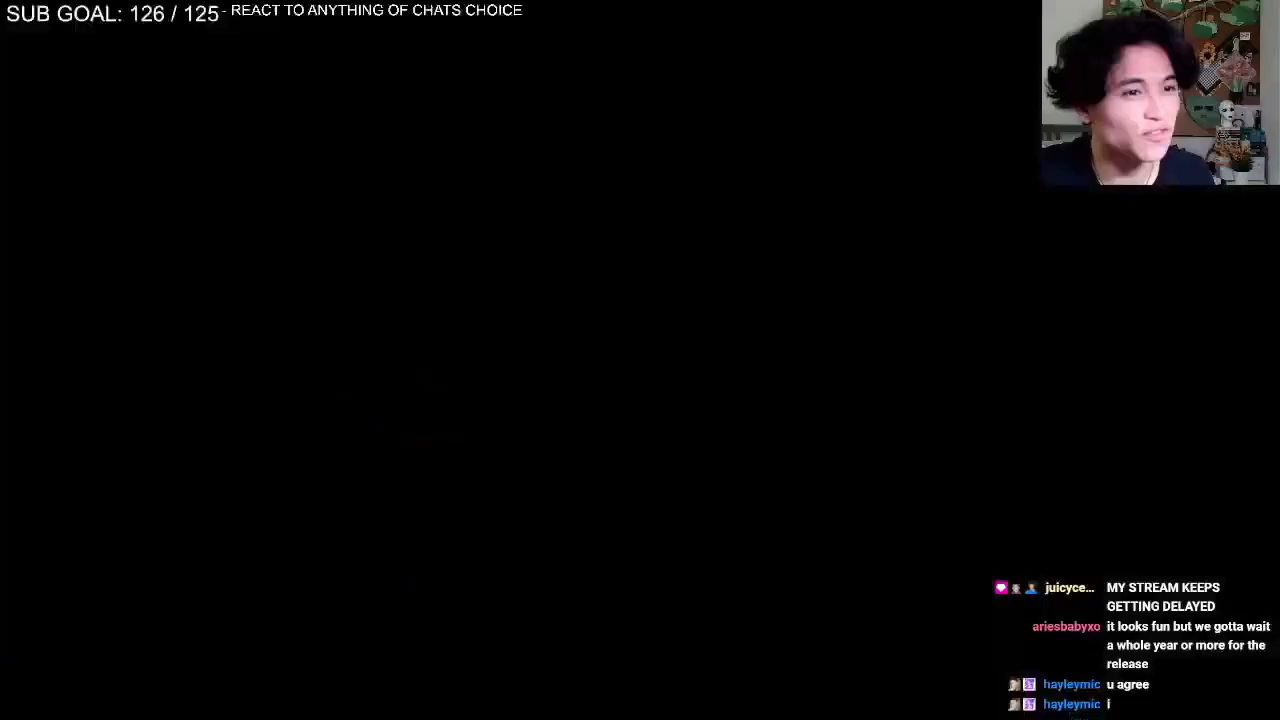 SUB GOAL: 126 / 125 - REACT TO ANYTHING OF CHATS CHOICE
juicyce... MY STREAM KEEPS
GETTING DELAYED
ariesbabyxo it looks fun but we gotta wait
a whole year or more for the
release
hayleymic u agree
hayleymic i